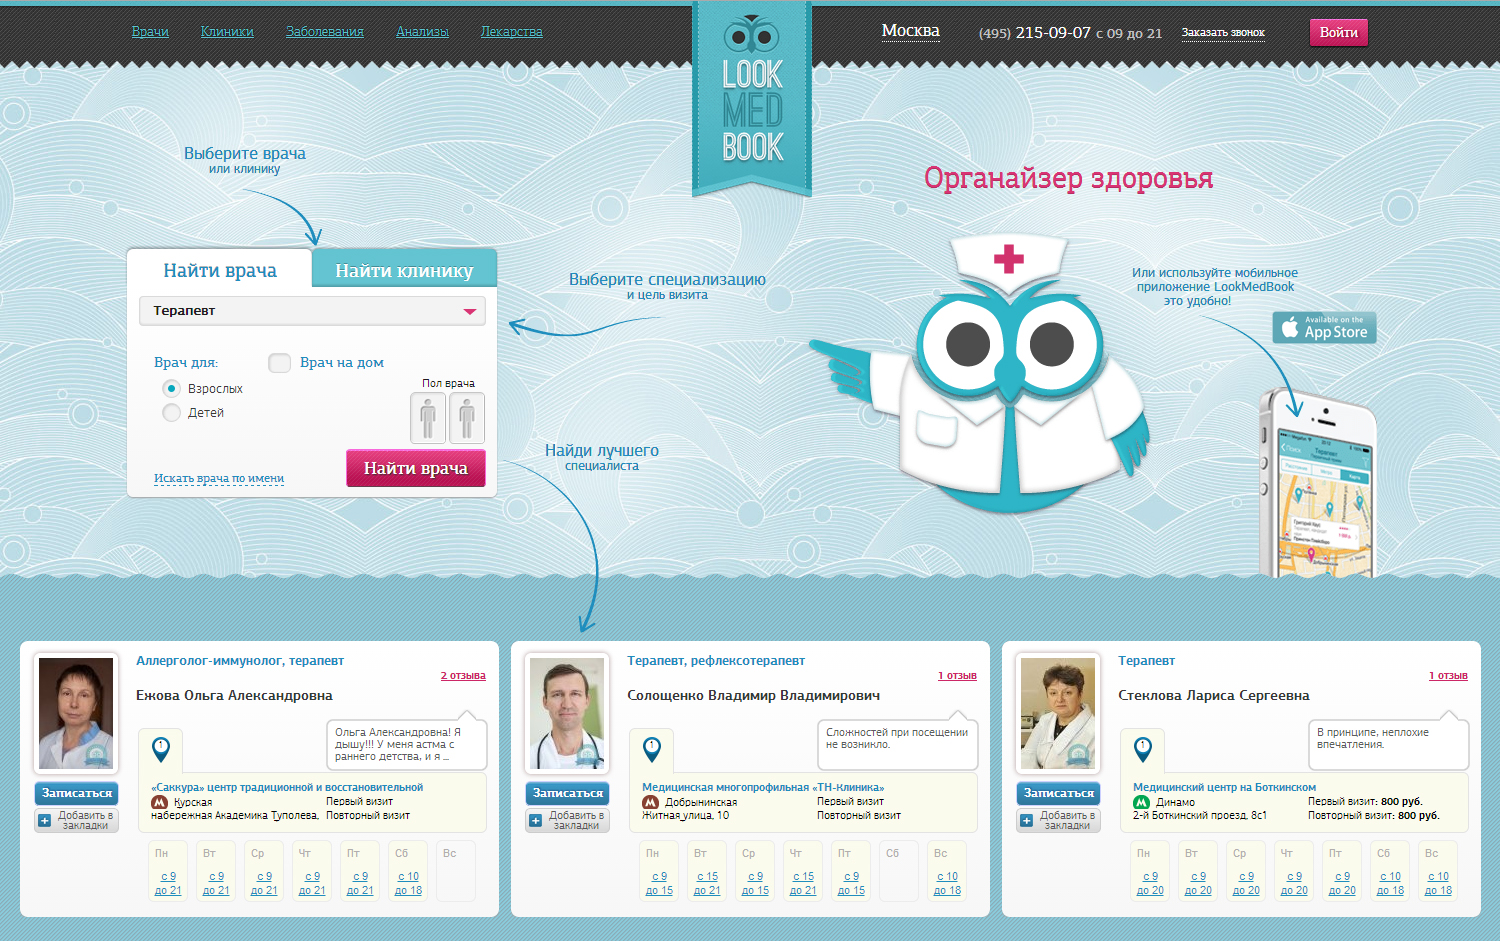 Врачи
Клиники
Заболевания
Анализы
Лекарства
LOOK
MED
BOOK
Москва
(495) 215-09-07 с 09 до 21
Заказать звонок
Войти
Выберите врача
или клинику
Органайзер здоровья
Найти врача
Найти клинику
Терапевт
Врач для:
Врач на дом
Взрослых
Детей
Пол врача
Искать врача по имени
Найти врача
Выберите специализацию
и цель визита
Найди лучшего
специалиста
Или используйте мобильное
приложение LookMedBook
это удобно!
Available on the
App Store
Терапевт
Аллерголог-иммунолог, терапевт
2 отзыва
Ежова Ольга Александровна
Ольга Александровна! Я
дышу!!! У меня астма с
раннего детства, и я ...
1
«Саккура» центр традиционной и восстановительной
Курская
Первый визит
набережная Академика Туполева,
Повторный визит
Записаться
Добавить в
закладки
Пн Вт Ср Чт Пт Сб Вс
с 9 с 9 с 9 с 9 с 9 с 10
до 21 до 21 до 21 до 21 до 21 до 18
Терапевт, рефлексотерапевт
1 отзыв
Солощенко Владимир Владимирович
Сложностей при посещении
не возникло.
1
Медицинская многопрофильная «ТН-Клиника»
Добрынинская
Первый визит
Житная улица, 10
Повторный визит
Записаться
Добавить в
закладки
Пн Вт Ср Чт Пт Сб Вс
с 9 с 15 с 9 с 15 с 9 с 10
до 15 до 21 до 15 до 21 до 15 до 18
Терапевт
1 отзыв
Стеклова Лариса Сергеевна
В принципе, неплохие
впечатления.
1
Медицинский центр на Боткинском
Динамо
Первый визит: 800 руб.
2-й Боткинский проезд, 8с1
Повторный визит: 800 руб.
Записаться
Добавить в
закладки
Пн Вт Ср Чт Пт Сб Вс
с 9 с 9 с 9 с 9 с 9 с 10 с 10
до 20 до 20 до 20 до 20 до 20 до 18 до 18